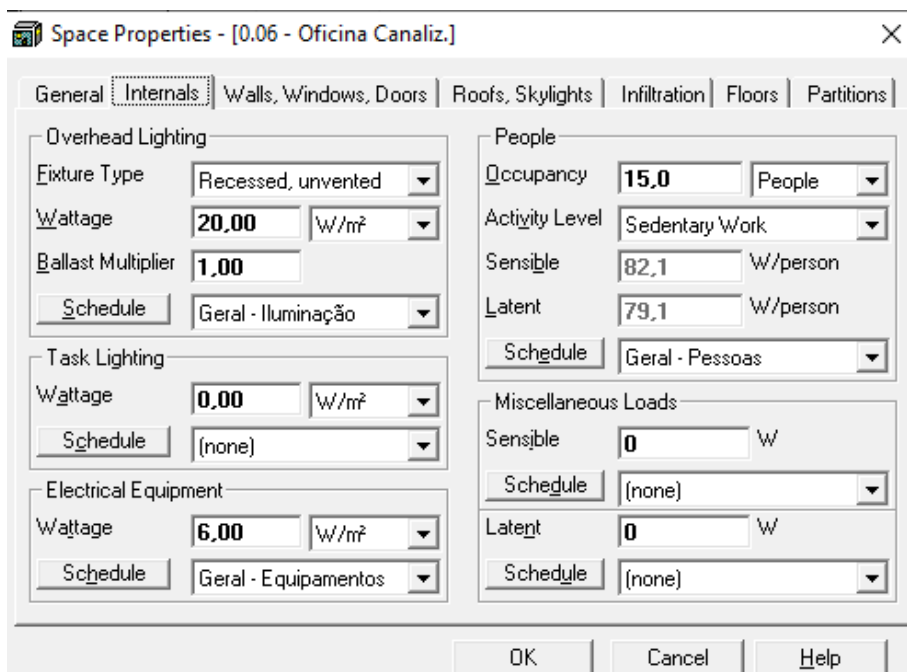 Space Properties - [0.06 - Oficina Canaliz.]
General Internals Walls, Windows, Doors Roofs, Skylights Infiltration Floors Partitions
Overhead Lighting
Fixture Type Recessed, unvented
Wattage 20,00 W/m²
Ballast Multiplier 1,00
Schedule Geral - Iluminação
Task Lighting
Wattage 0,00 W/m²
Schedule (none)
Electrical Equipment
Wattage 6,00 W/m²
Schedule Geral - Equipamentos
People
Occupancy 15,0 People
Activity Level Sedentary Work
Sensible 82,1 W/person
Latent 79,1 W/person
Schedule Geral - Pessoas
Miscellaneous Loads
Sensible 0 W
Schedule (none)
Latent 0 W
Schedule (none)
OK Cancel Help